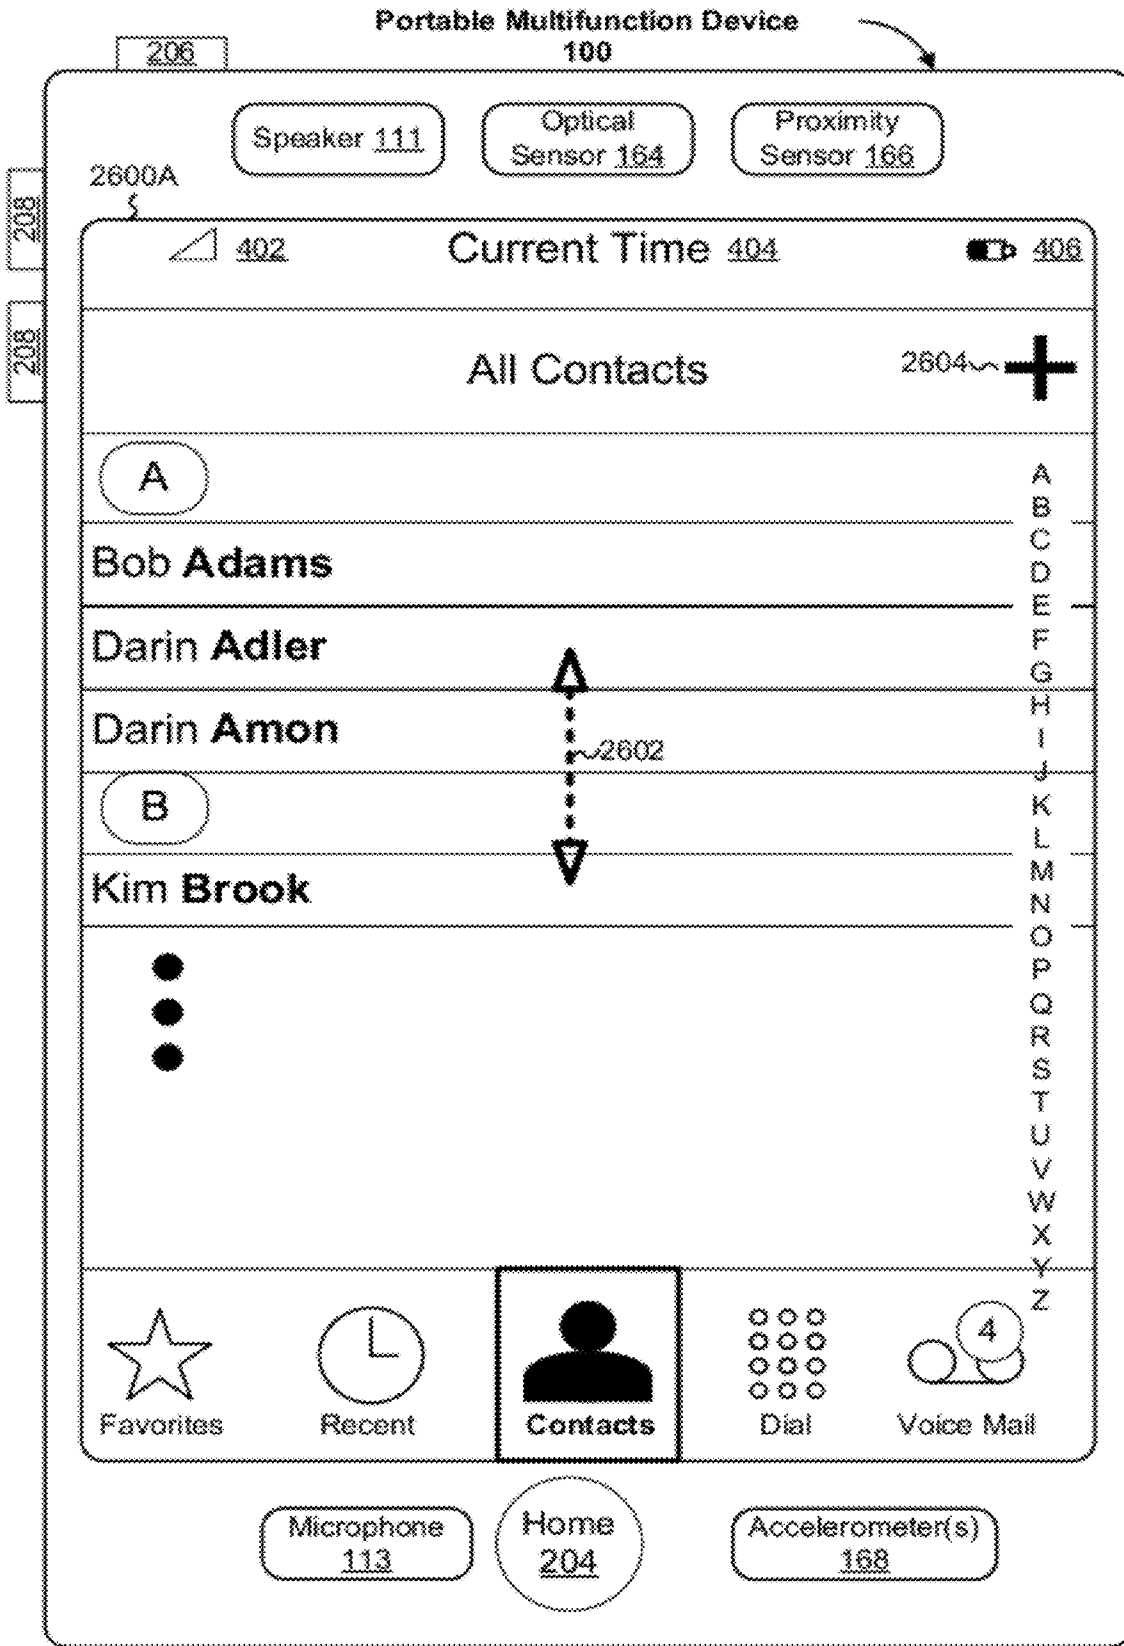 Portable Multifunction Device
100
206
Speaker 111
Optical
Sensor 164
Proximity
Sensor 166
2600A
208
208
402
Current Time 404
406
All Contacts
2604
A
Bob Adams
Darin Adler
Darin Amon
2602
B
Kim Brook
A
B
C
D
E
F
G
H
I
J
K
L
M
N
O
P
Q
R
S
T
U
V
W
X
Y
Z
4
Favorites
Recent
Contacts
Dial
Voice Mail
Microphone
113
Home
204
Accelerometer(s)
168